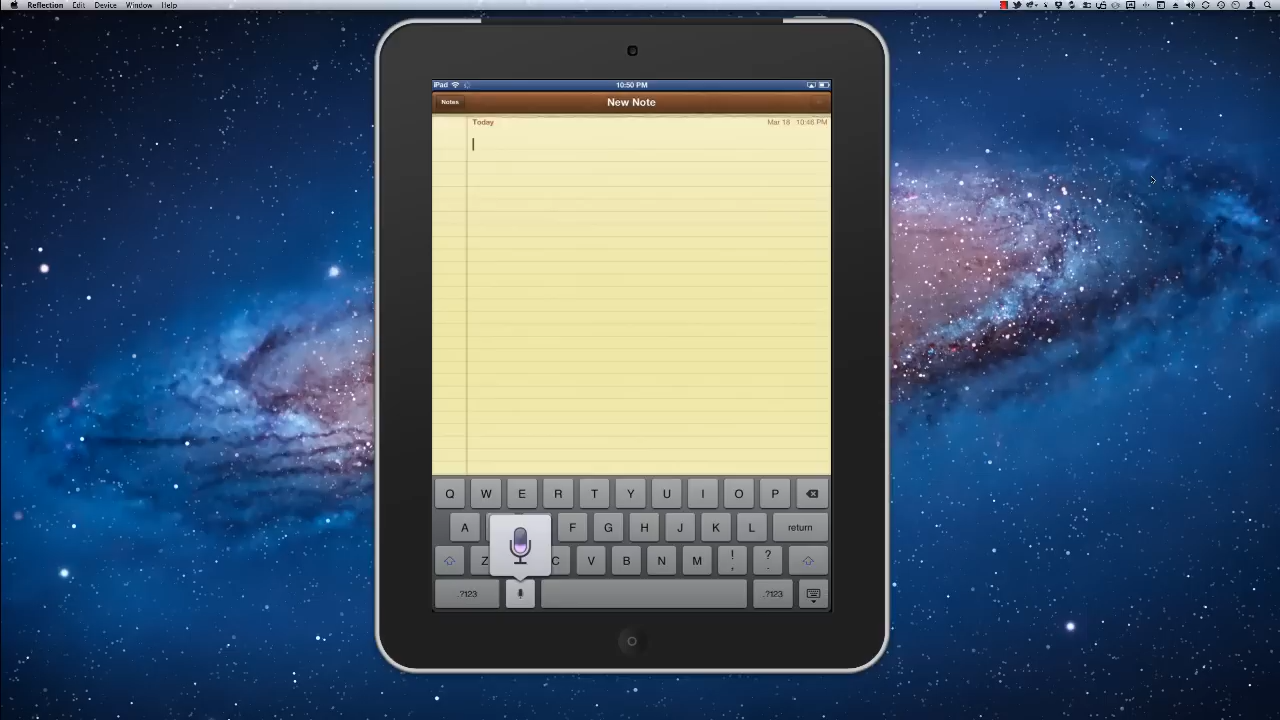 Reflection Edit Device Window Help
iPad 10:50 PM
Notes New Note
Today Mar 18 10:46 PM
Q W E R T Y U I O P
A F G H J K L return
Z C V B N M ! , ? .
.?123 .?123